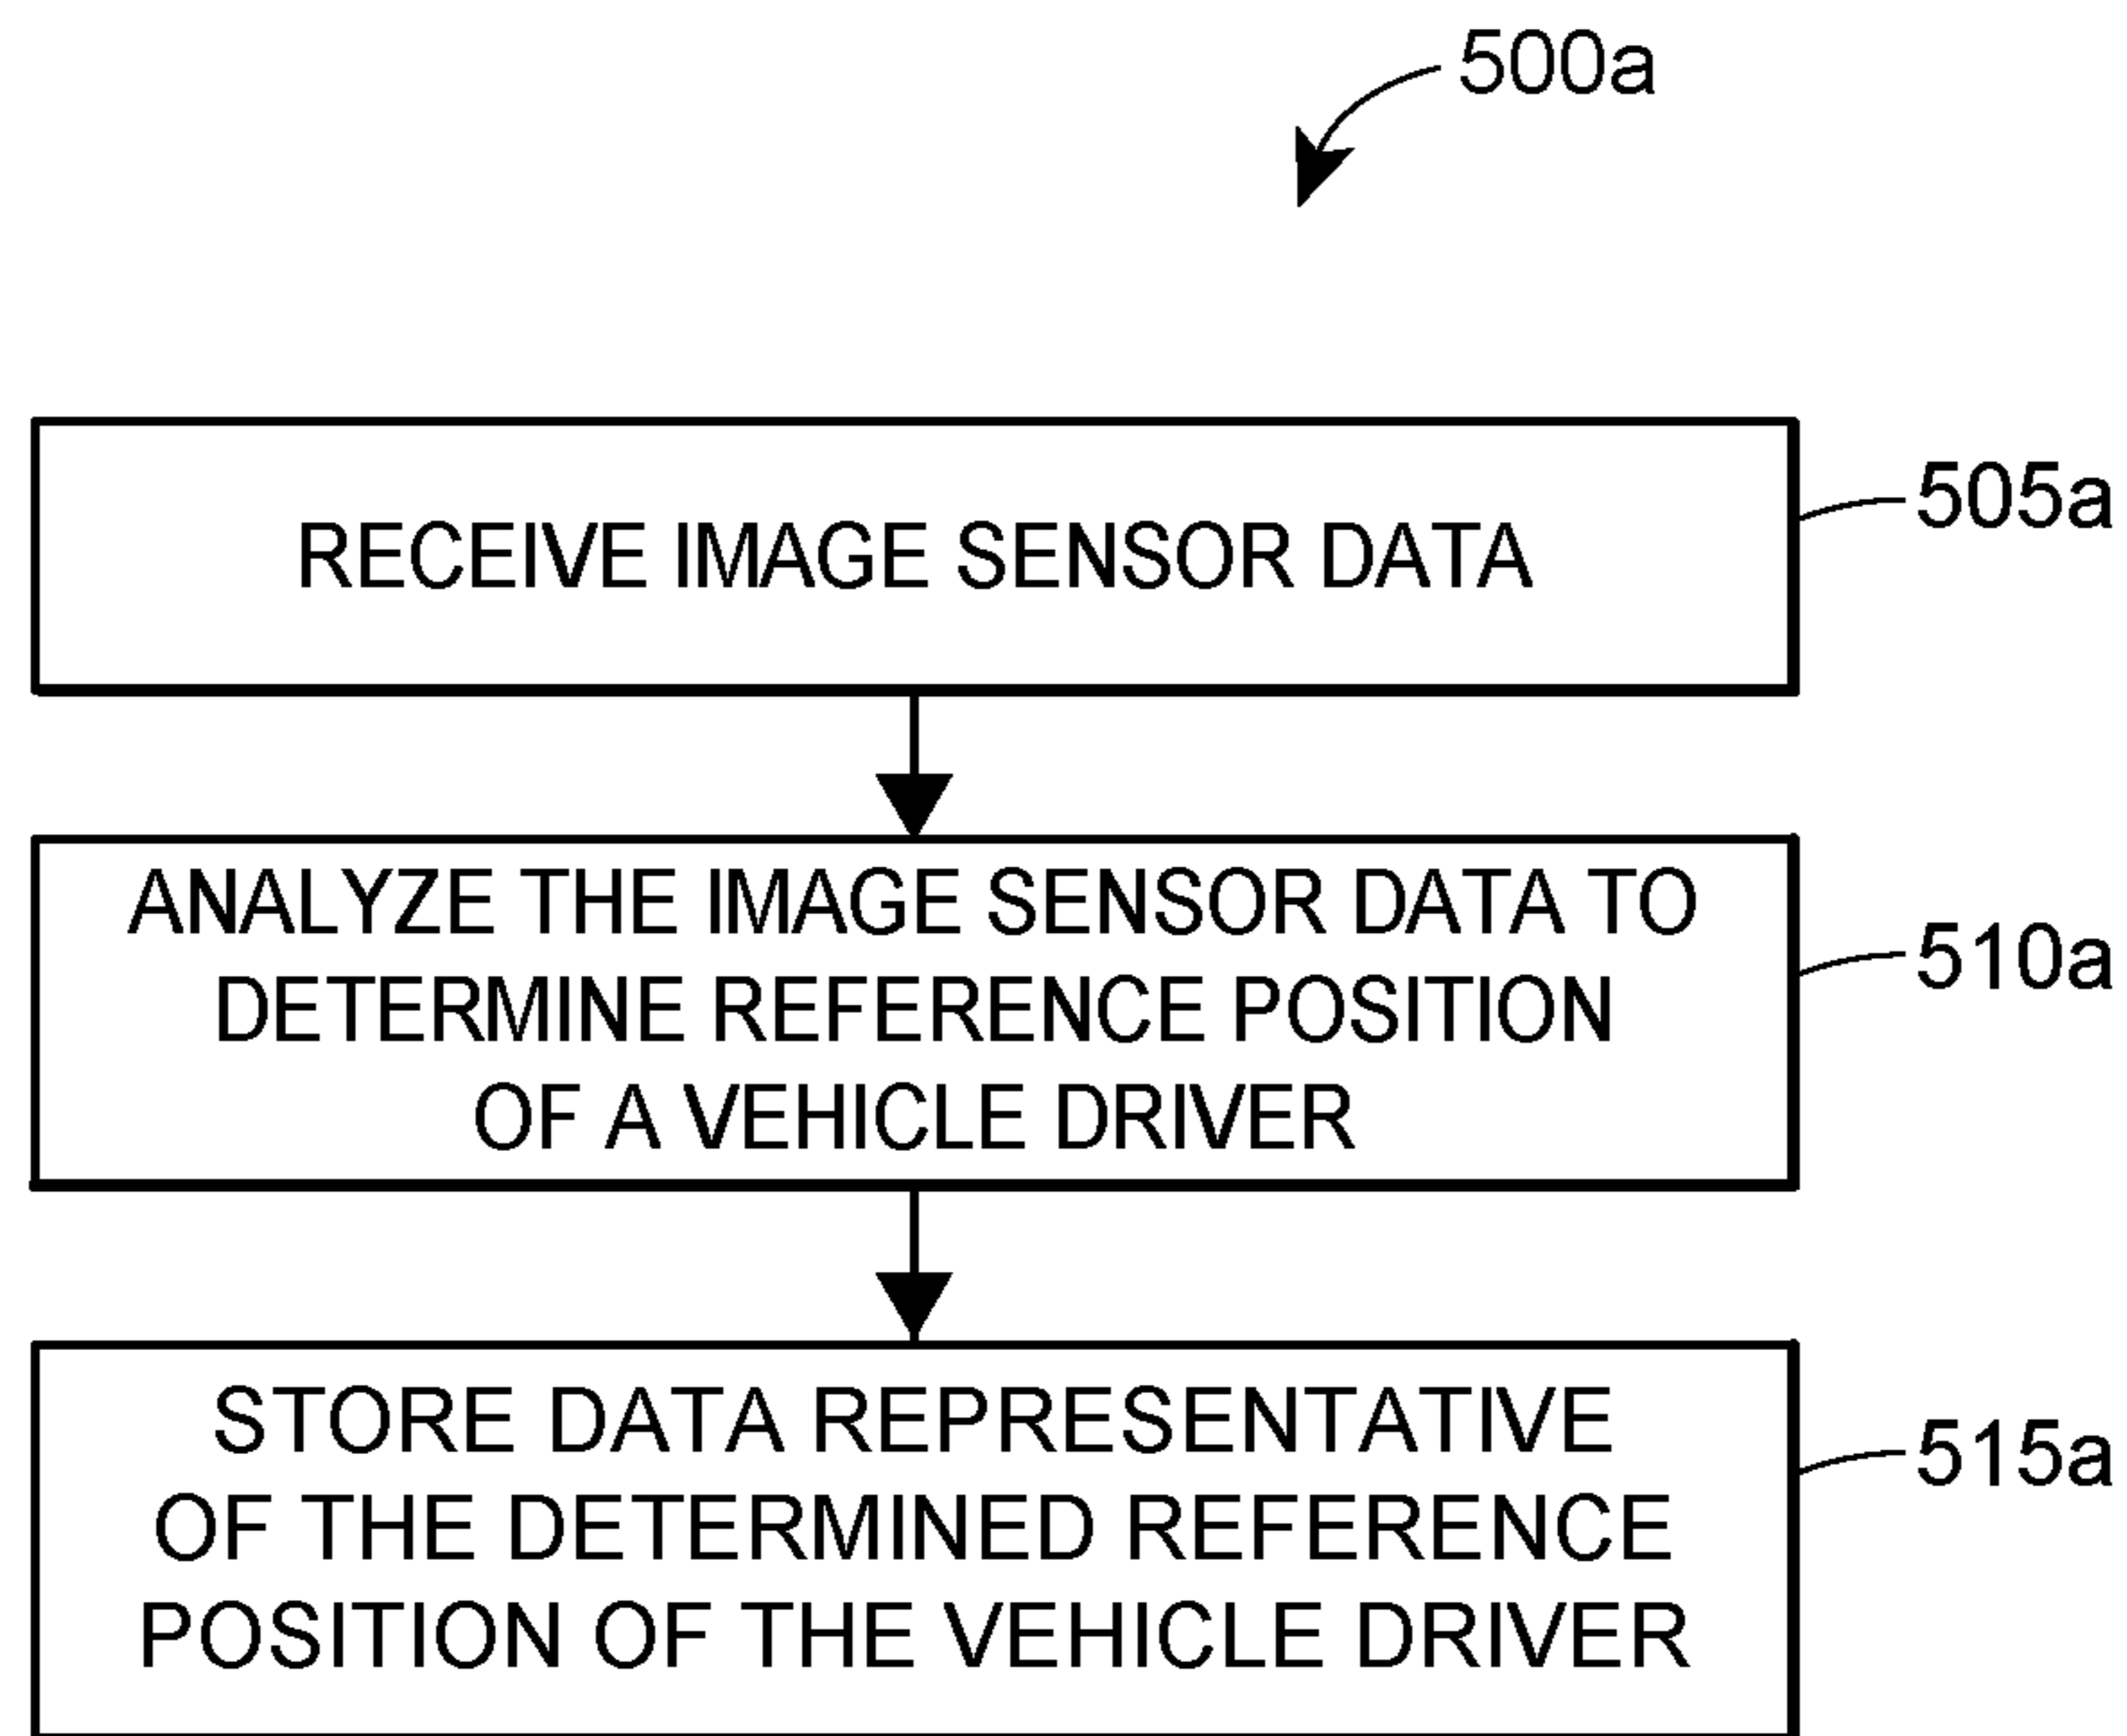 500a
RECEIVE IMAGE SENSOR DATA
505a
ANALYZE THE IMAGE SENSOR DATA TO
DETERMINE REFERENCE POSITION
OF A VEHICLE DRIVER
510a
STORE DATA REPRESENTATIVE
OF THE DETERMINED REFERENCE
POSITION OF THE VEHICLE DRIVER
515a